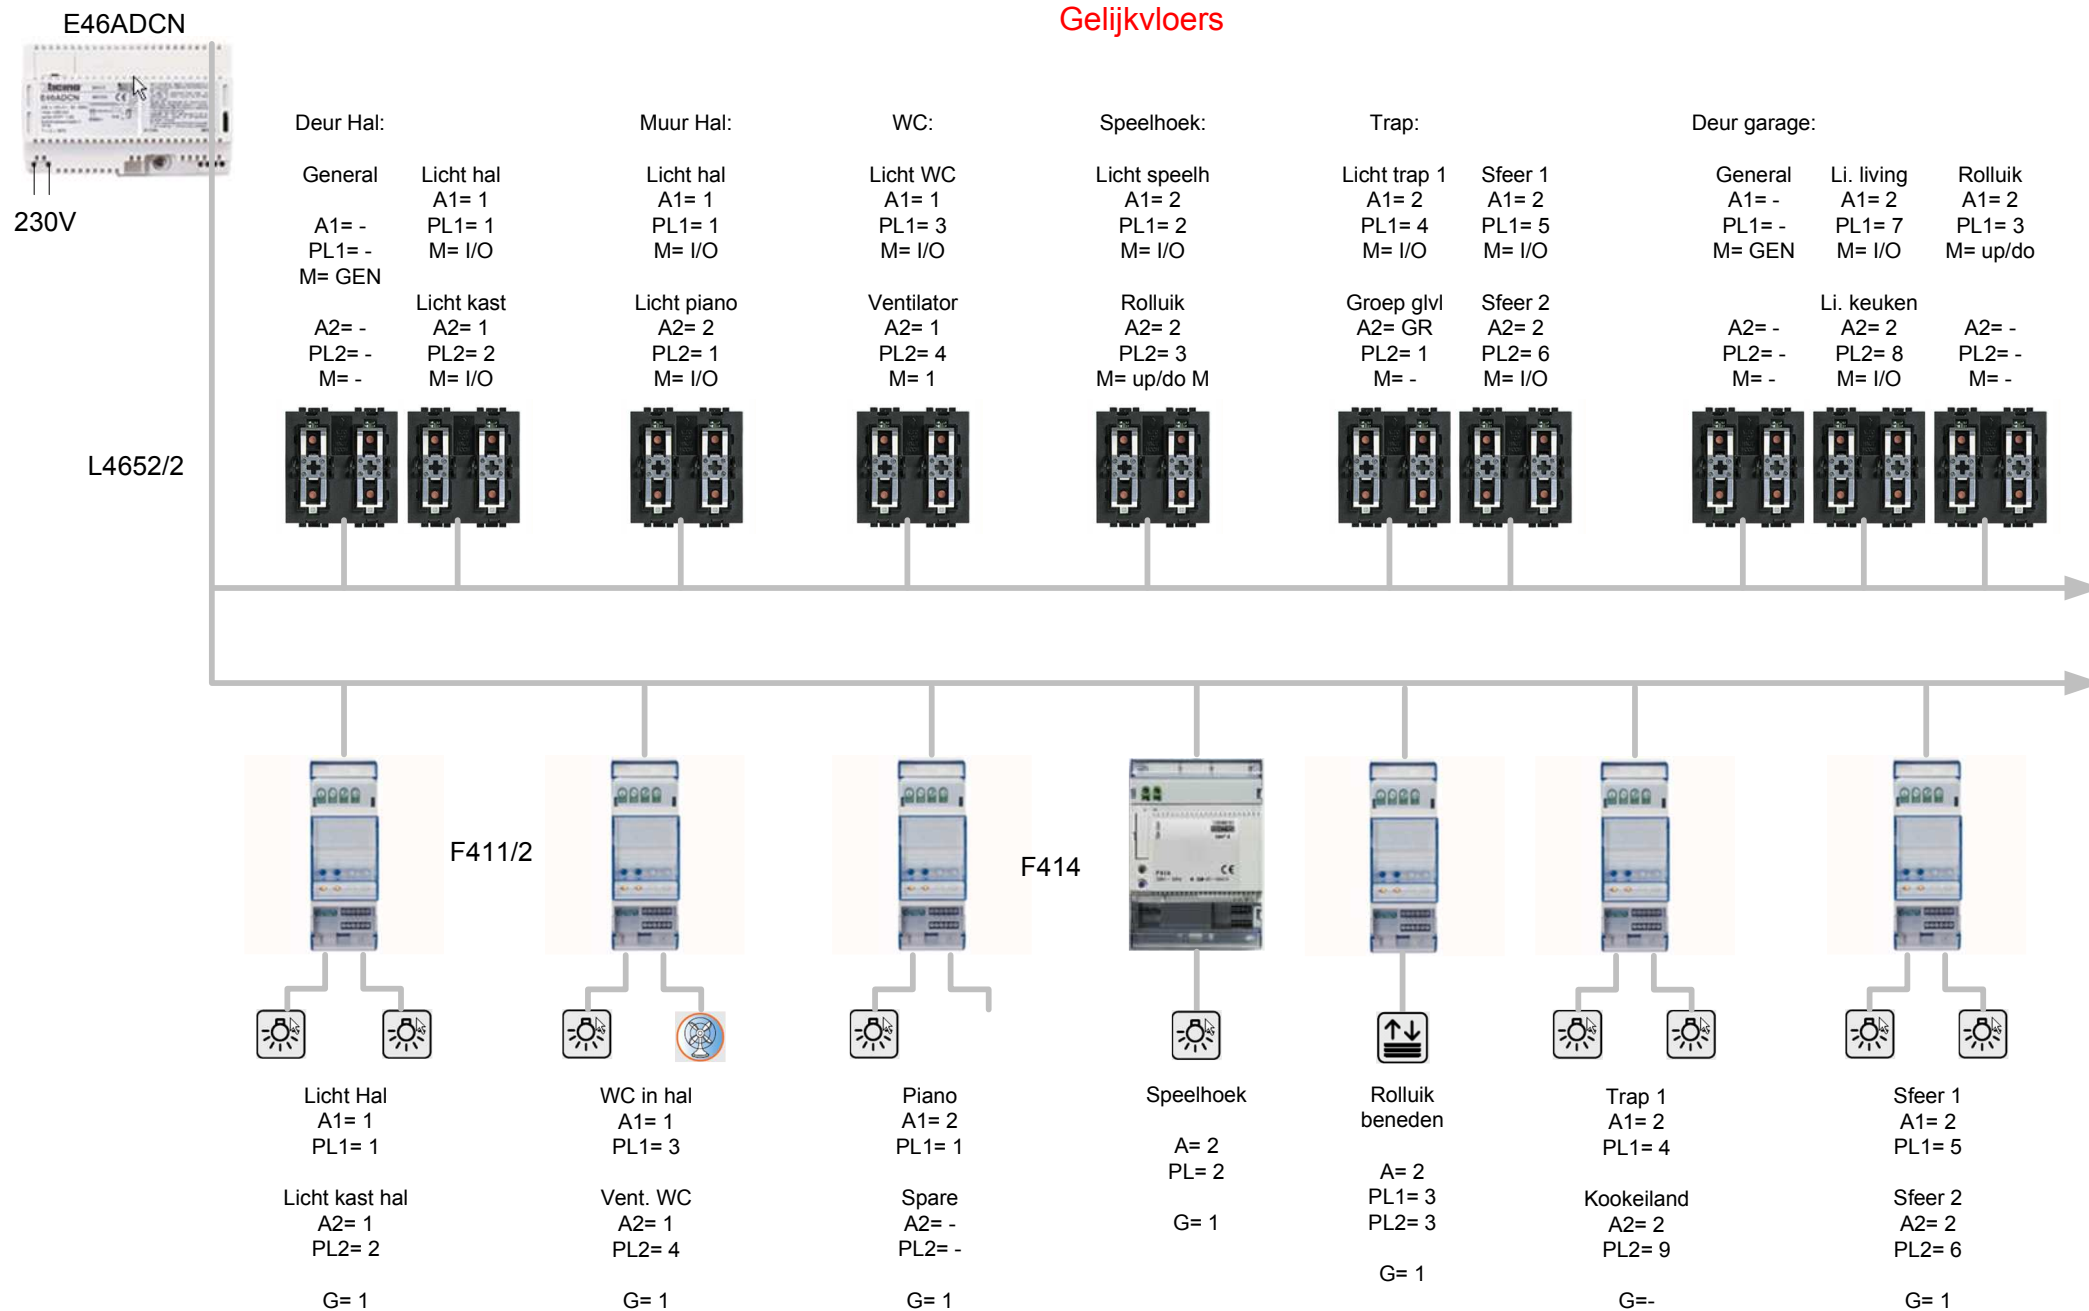 Gelijkvloers
E46ADCN
bticino
E46ADCN
230V
Deur Hal:
General
A1= -
PL1= -
M= GEN
A2= -
PL2= -
M= -
Licht hal
A1= 1
PL1= 1
M= I/O
Licht kast
A2= 1
PL2= 2
M= I/O
Muur Hal:
Licht hal
A1= 1
PL1= 1
M= I/O
Licht piano
A2= 2
PL2= 1
M= I/O
WC:
Licht WC
A1= 1
PL1= 3
M= I/O
Ventilator
A2= 1
PL2= 4
M= 1
Speelhoek:
Licht speelh
A1= 2
PL1= 2
M= I/O
Rolluik
A2= 2
PL2= 3
M= up/do M
Trap:
Licht trap 1
A1= 2
PL1= 4
M= I/O
Groep glvl
A2= GR
PL2= 1
M= -
Sfeer 1
A1= 2
PL1= 5
M= I/O
Sfeer 2
A2= 2
PL2= 6
M= I/O
Deur garage:
General
A1= -
PL1= -
M= GEN
A2= -
PL2= -
M= -
Li. living
A1= 2
PL1= 7
M= I/O
Li. keuken
A2= 2
PL2= 8
M= I/O
Rolluik
A1= 2
PL1= 3
M= up/do
A2= -
PL2= -
M= -
L4652/2
F411/2
F414
Licht Hal
A1= 1
PL1= 1
Licht kast hal
A2= 1
PL2= 2
G= 1
WC in hal
A1= 1
PL1= 3
Vent. WC
A2= 1
PL2= 4
G= 1
Piano
A1= 2
PL1= 1
Spare
A2= -
PL2= -
G= 1
Speelhoek
A= 2
PL= 2
G= 1
Rolluik
beneden
A= 2
PL1= 3
PL2= 3
G= 1
Trap 1
A1= 2
PL1= 4
Kookeiland
A2= 2
PL2= 9
G=-
Sfeer 1
A1= 2
PL1= 5
Sfeer 2
A2= 2
PL2= 6
G= 1